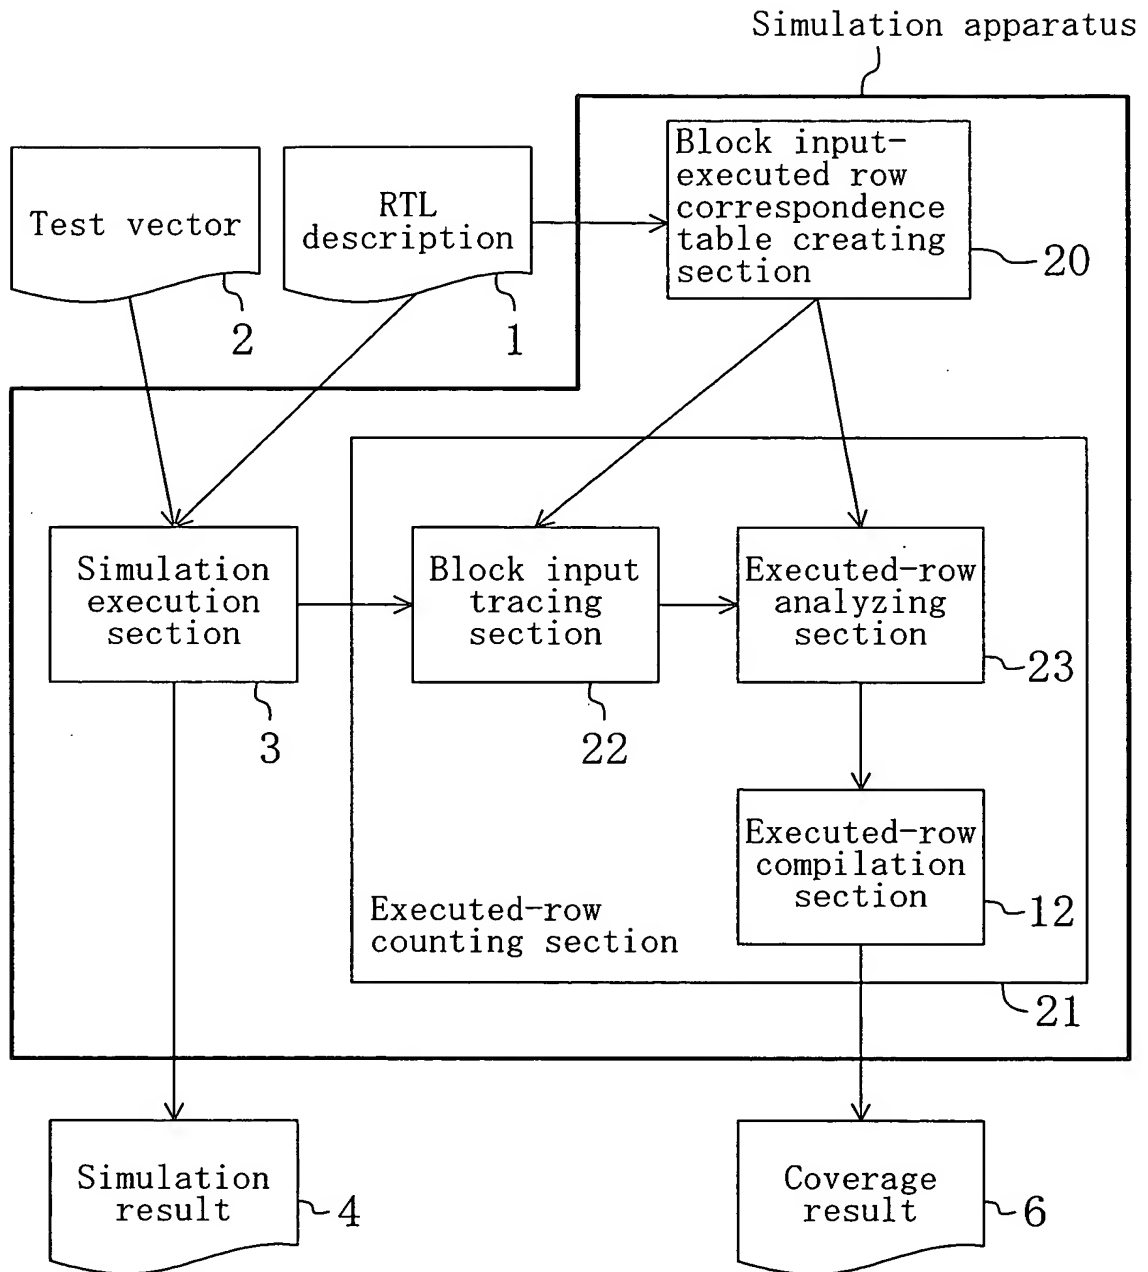 Simulation apparatus
Test vector
2
RTL
description
1
Block input-
executed row
correspondence
table creating
section
20
Simulation
execution
section
3
Block input
tracing
section
22
Executed-row
analyzing
section
23
Executed-row
compilation
section
12
Executed-row
counting section
21
Simulation
result
4
Coverage
result
6